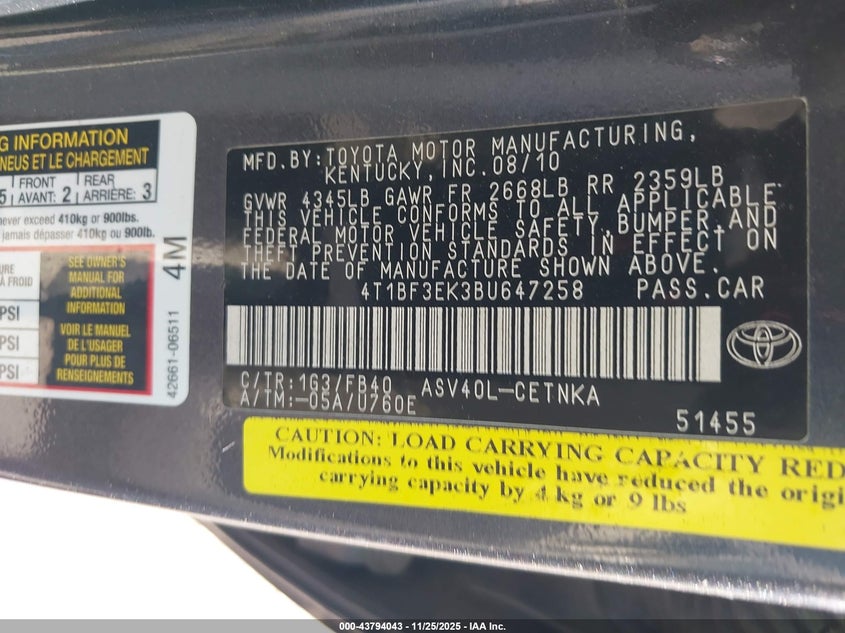 G INFORMATION
NEUS ET LE CHARGEMENT
5 FRONT AVANT: 2 REAR ARRIÈRE: 3
never exceed 410kg or 900lbs.
jamais dépasser 410kg ou 900lb.
URE
À FROID
PSI
PSI
PSI
SEE OWNER'S
MANUAL FOR
ADDITIONAL
INFORMATION
VOIR LE MANUEL
DE L'USAGER
POUR PLUS DE
RENSEIGNEMENTS
4M
42661-06511
MFD.BY:TOYOTA MOTOR MANUFACTURING,
KENTUCKY, INC.08/10
GVWR 4345LB GAWR FR 2668LB RR 2359LB
THIS VEHICLE CONFORMS TO ALL APPLICABLE
FEDERAL MOTOR VEHICLE SAFETY,BUMPER,AND
THEFT PREVENTION STANDARDS IN EFFECT ON
THE DATE OF MANUFACTURE SHOWN ABOVE.
4T1BF3EK3BU647258 PASS.CAR
C/TR:1G3/FB40 ASV40L-CETNKA
A/TM:-05A/U760E
51455
CAUTION: LOAD CARRYING CAPACITY RED
Modifications to this vehicle have reduced the origi
carrying capacity by 4 kg or 9 lbs
000-43794043 - 11/25/2025 - IAA Inc.